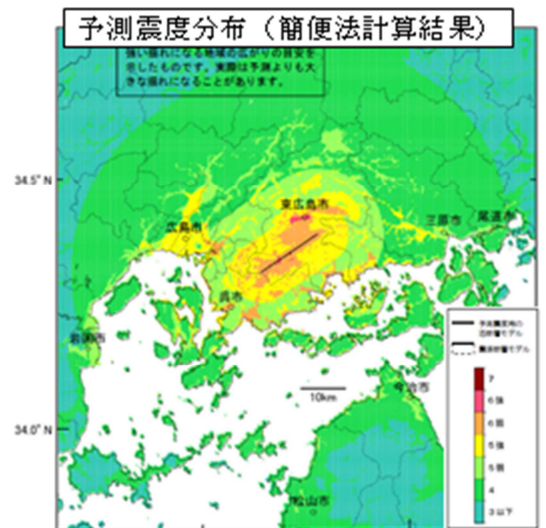 予測震度分布（簡便法計算結果）
強い揺れになる地域の広がりの目安を
示したものです。実際は予測よりも大
きな揺れになることがあります。
34.5°N
東広島市
三原市 尾道市
広島市
呉市
岩国市
今治市
10km
7
6強
6弱
5強
5弱
4
3以下
34.0°N
松山市